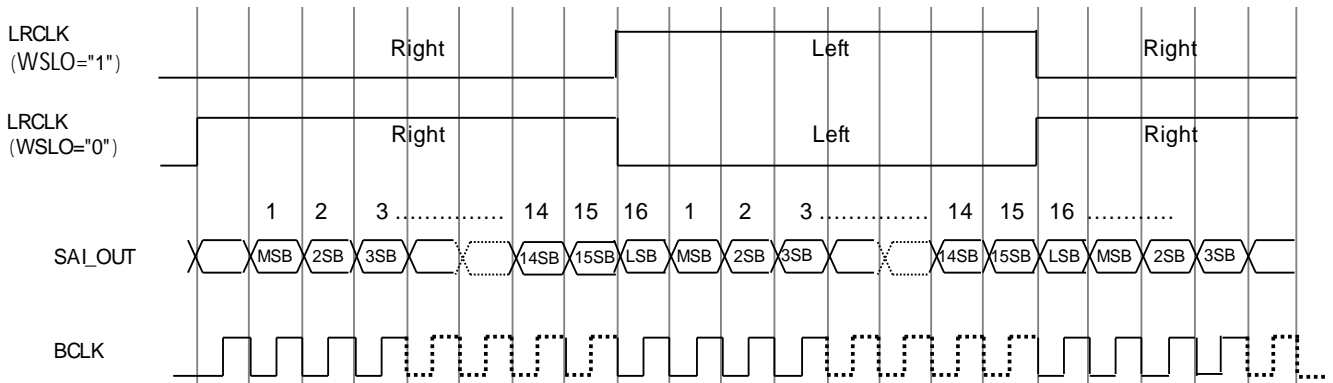 LRCLK
(WSLO="1")
Right Left Right
LRCLK
(WSLO="0")
Right Left Right
1 2 3 ............... 14 15 16 1 2 3 ............... 14 15 16 ............
SAI_OUT
MSB 2SB 3SB 14SB 15SB LSB MSB 2SB 3SB 14SB 15SB LSB MSB 2SB 3SB
BCLK